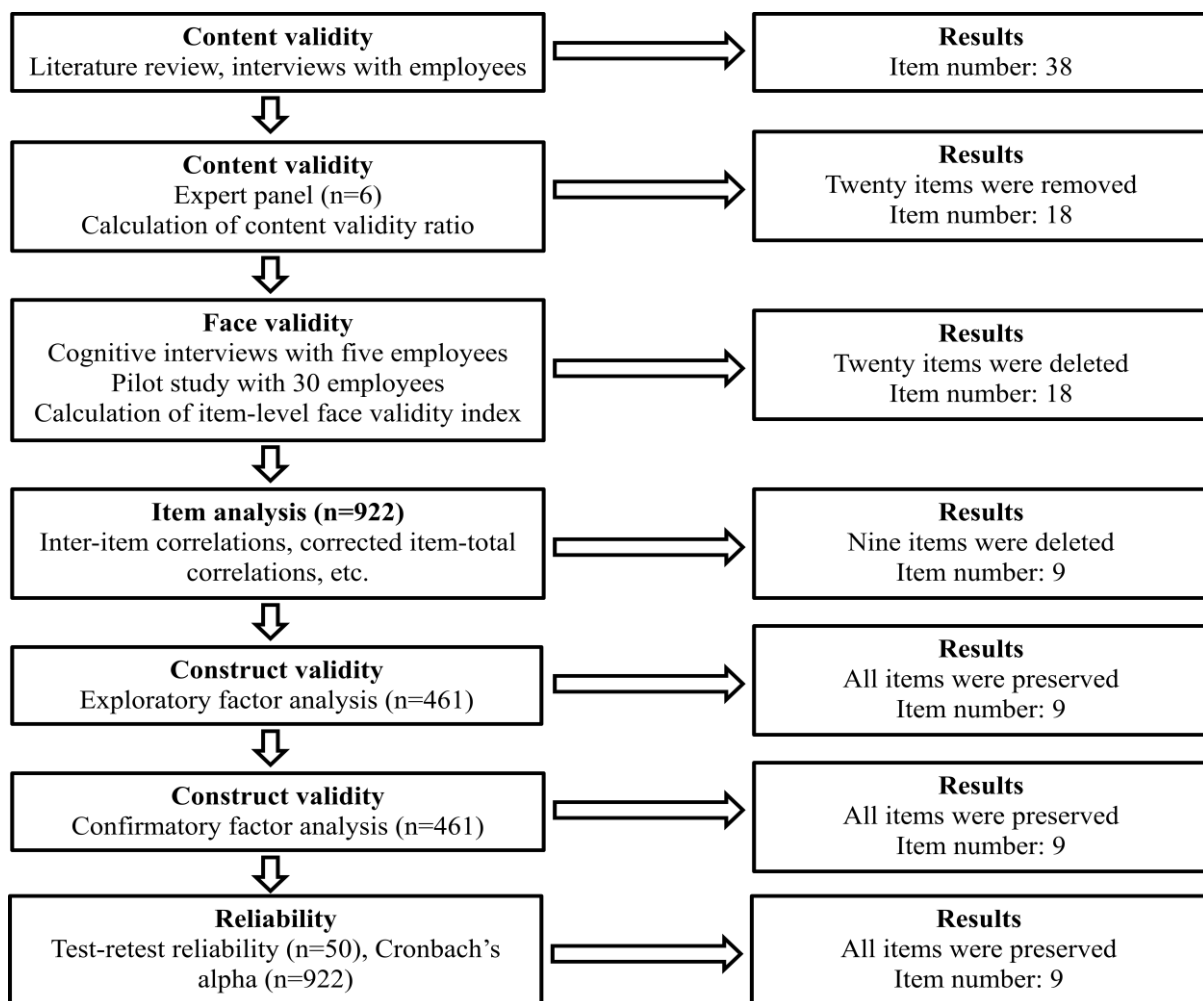 Content validity
Literature review, interviews with employees
Results
Item number: 38
Content validity
Expert panel (n=6)
Calculation of content validity ratio
Results
Twenty items were removed
Item number: 18
Face validity
Cognitive interviews with five employees
Pilot study with 30 employees
Calculation of item-level face validity index
Results
Twenty items were deleted
Item number: 18
Item analysis (n=922)
Inter-item correlations, corrected item-total
correlations, etc.
Results
Nine items were deleted
Item number: 9
Construct validity
Exploratory factor analysis (n=461)
Results
All items were preserved
Item number: 9
Construct validity
Confirmatory factor analysis (n=461)
Results
All items were preserved
Item number: 9
Reliability
Test-retest reliability (n=50), Cronbach’s
alpha (n=922)
Results
All items were preserved
Item number: 9